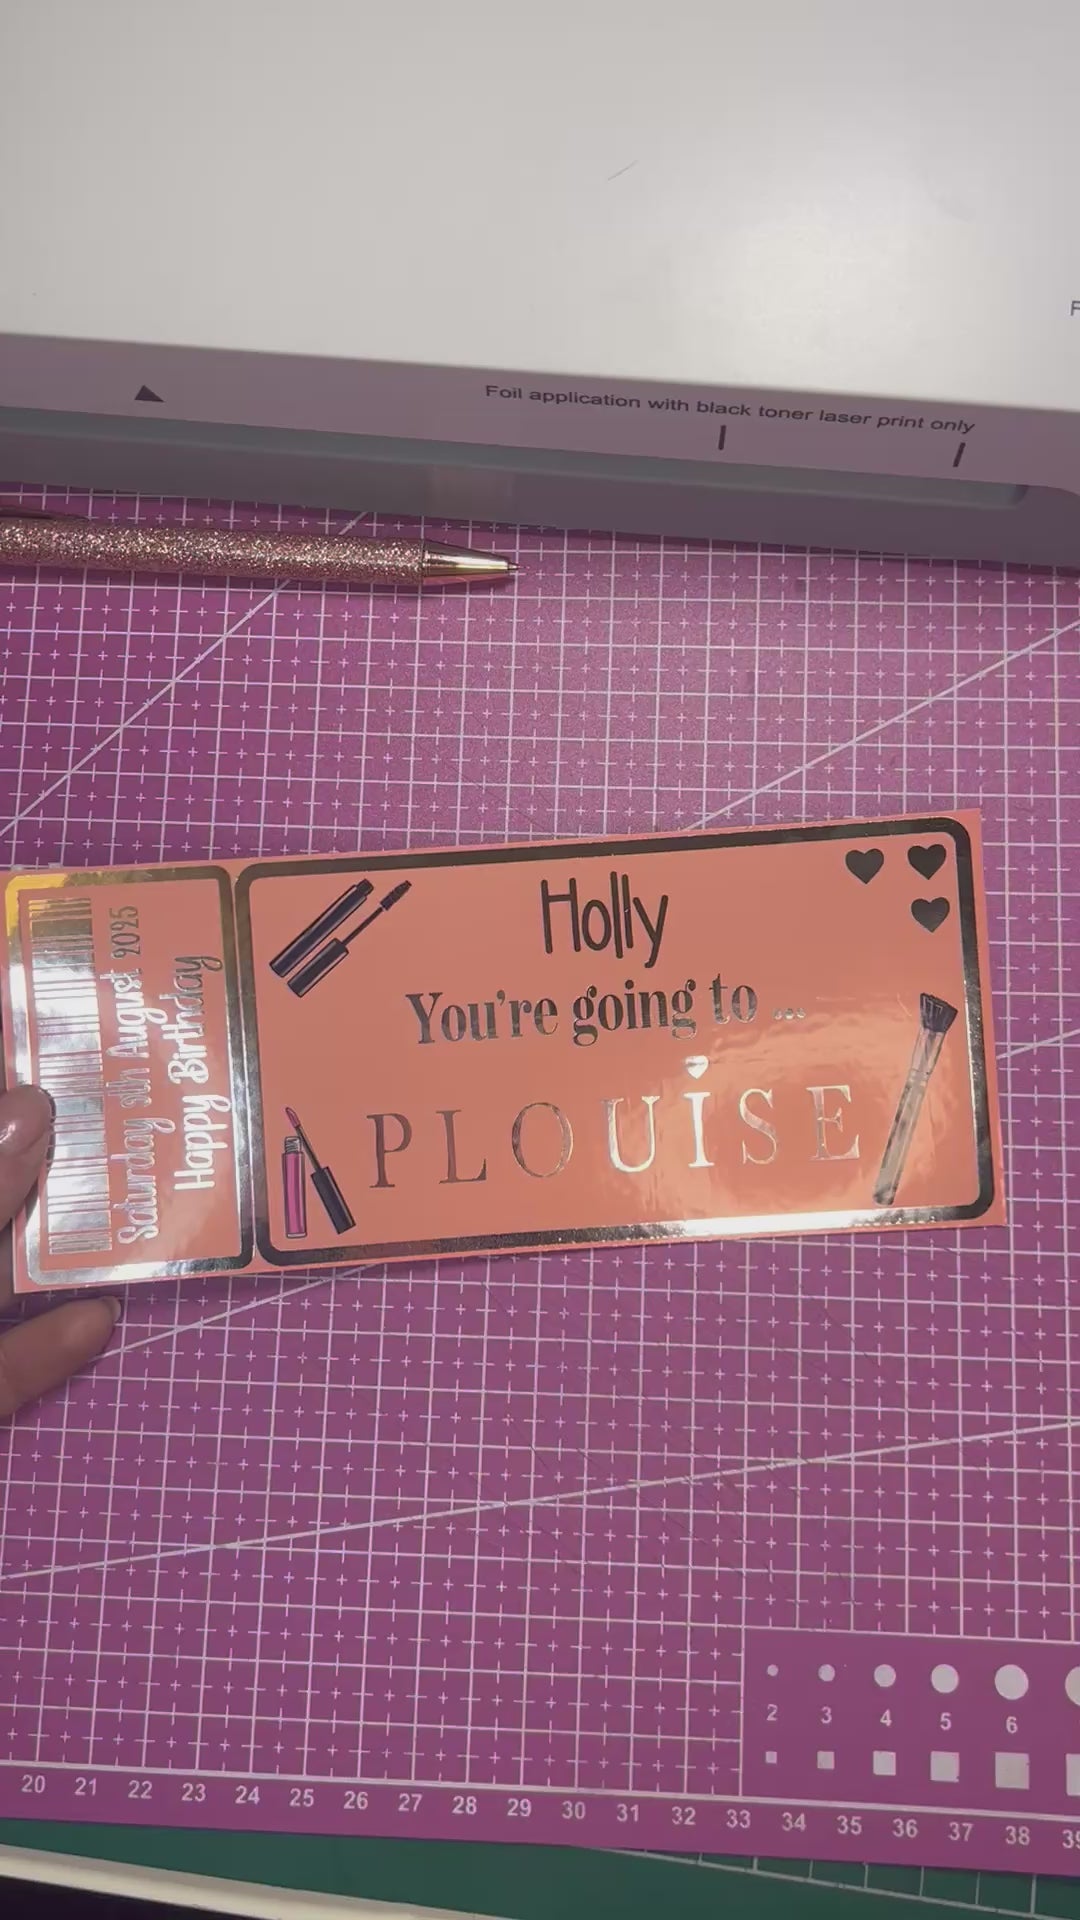 Foil application with black toner laser print only
Holly
You're going to ...
PLOUiSE
Saturday 9th August 2025
Happy Birthday
2 3 4 5 6
20 21 22 23 24 25 26 27 28 29 30 31 32 33 34 35 36 37 38